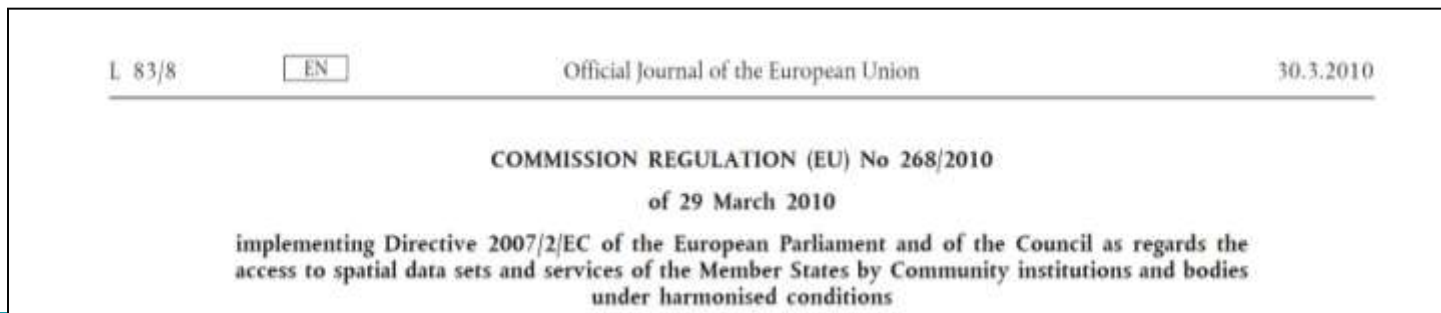 L 83/8 EN Official Journal of the European Union 30.3.2010
COMMISSION REGULATION (EU) No 268/2010
of 29 March 2010
implementing Directive 2007/2/EC of the European Parliament and of the Council as regards the
access to spatial data sets and services of the Member States by Community institutions and bodies
under harmonised conditions